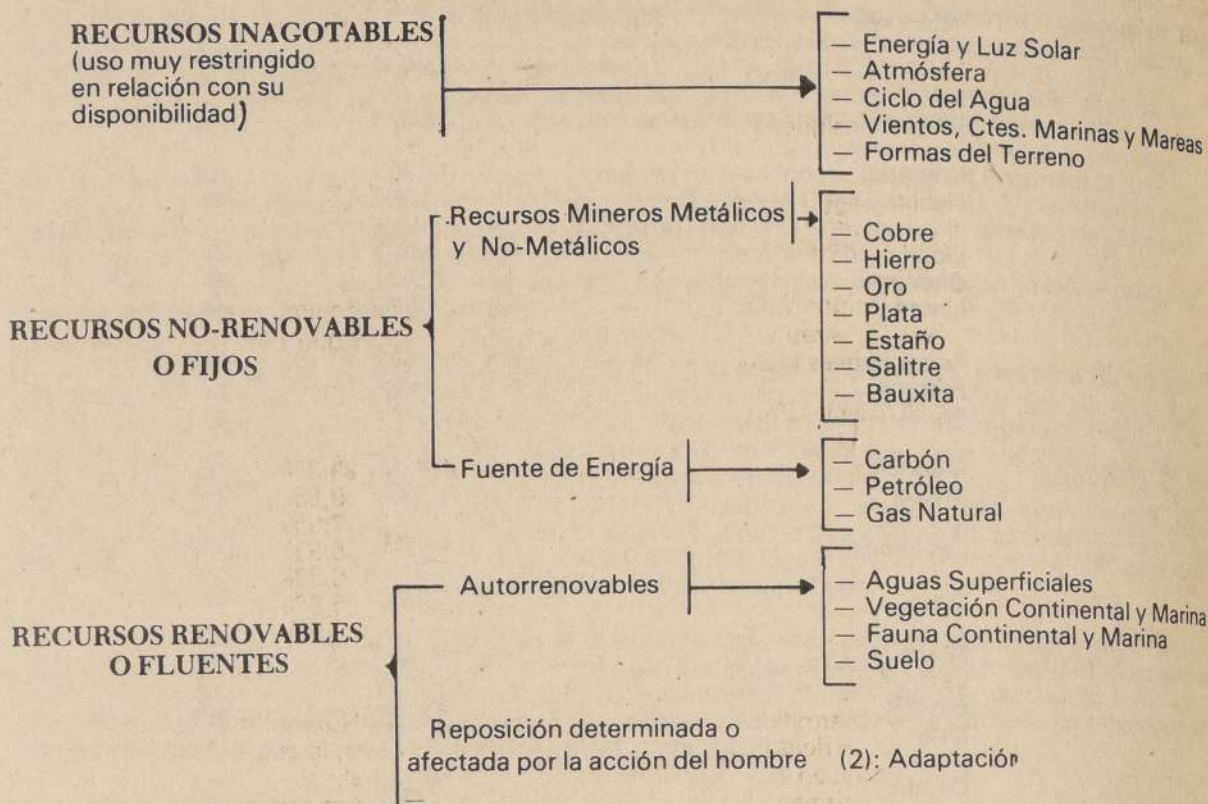 RECURSOS INAGOTABLES
(uso muy restringido
en relación con su
disponibilidad)
— Energía y Luz Solar
— Atmósfera
— Ciclo del Agua
— Vientos, Ctes. Marinas y Mareas
— Formas del Terreno
RECURSOS NO-RENOVABLES
O FIJOS
.Recursos Mineros Metálicos
y No-Metálicos
— Cobre
— Hierro
— Oro
— Plata
— Estaño
— Salitre
— Bauxita
Fuente de Energía
— Carbón
— Petróleo
— Gas Natural
RECURSOS RENOVABLES
O FLUENTES
Autorrenovables
— Aguas Superficiales
— Vegetación Continental y Marina
— Fauna Continental y Marina
— Suelo
Reposición determinada o
afectada por la acción del hombre (2): Adaptación